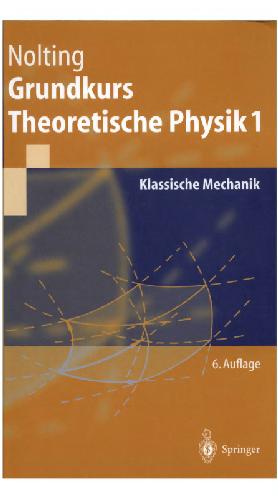 Nolting
Grundkurs
Theoretische Physik 1
Klassische Mechanik
6. Auflage
Springer